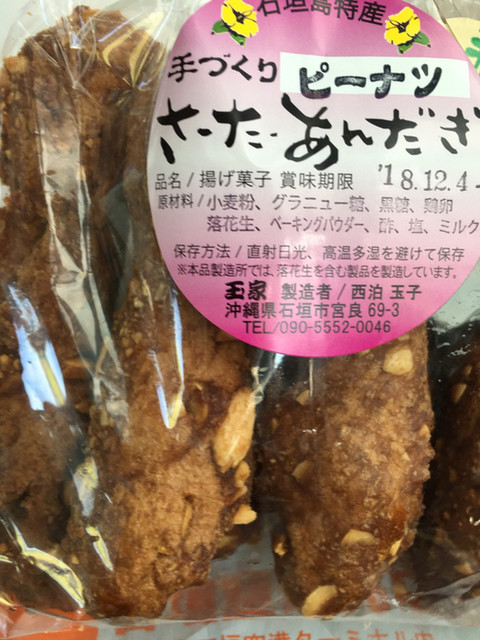 石垣島特産
手づくり ピーナツ
さーたーあんだぎ
品名/揚げ菓子 賞味期限 '18.12.4
原材料/小麦粉、グラニュー糖、黒糖、鶏卵
落花生、ベーキングパウダー、酢、塩、ミルク
保存方法/直射日光、高温多湿を避けて保存
※本品製造所では、落花生を含む製品を製造しています。
玉家 製造者/西泊 玉子
沖縄県石垣市宮良 69-3
TEL/090-5552-0046